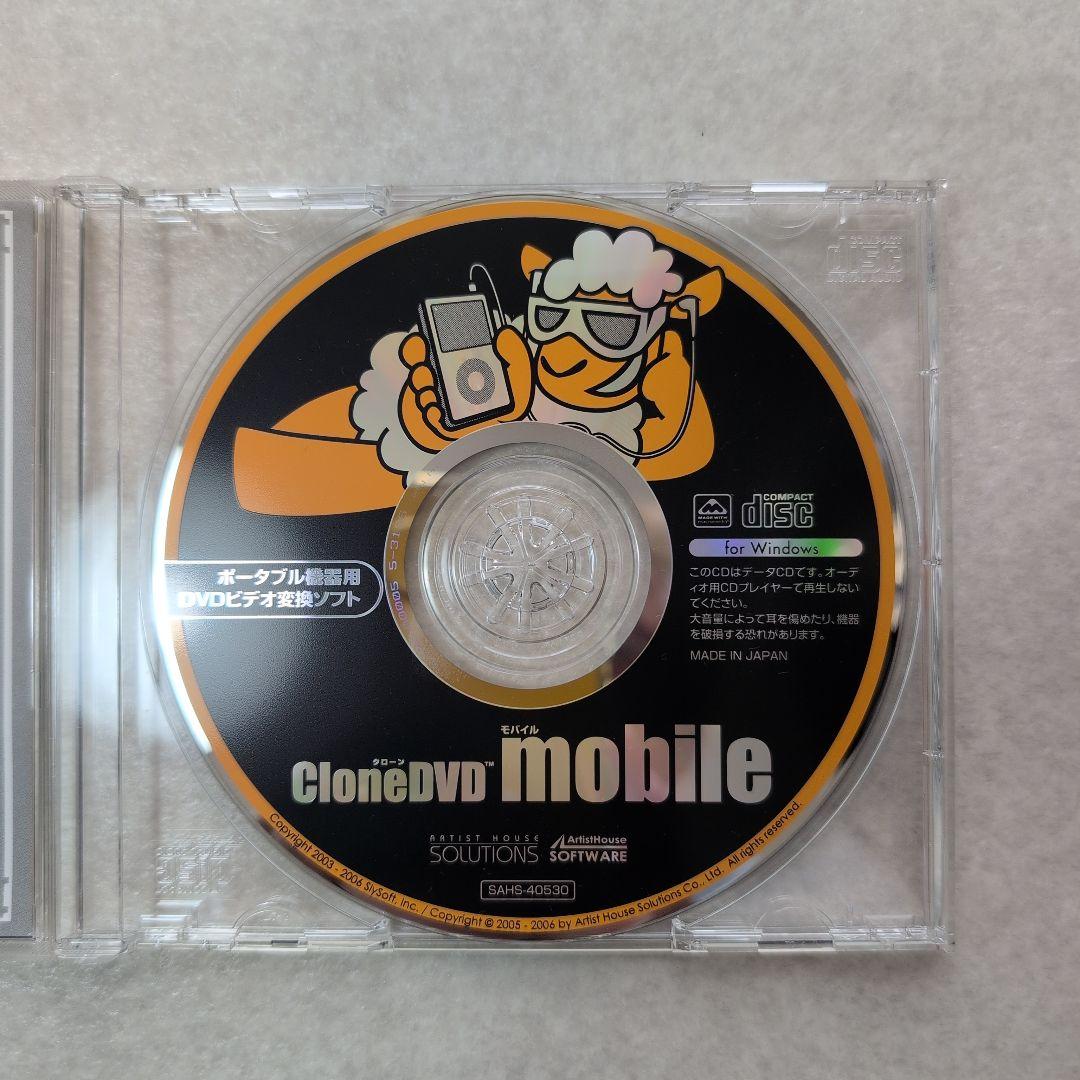 COMPACT
disc
DIGITAL AUDIO
MADE WITH
COMPACT
disc
for Windows
このCDはデータCDです。オーデ
ィオ用CDプレイヤーで再生しない
でください。
大音量によって耳を傷めたり、機器
を破損する恐れがあります。
MADE IN JAPAN
ポータブル機器用
DVDビデオ変換ソフト
クローン
モバイル
CloneDVD™ mobile
ARTIST HOUSE
SOLUTIONS
ArtistHouse
SOFTWARE
SAHS-40530
Copyright 2003 - 2006 SlySoft, Inc. / Copyright © 2005 - 2006 by Artist House Solutions Co., Ltd. All rights reserved.